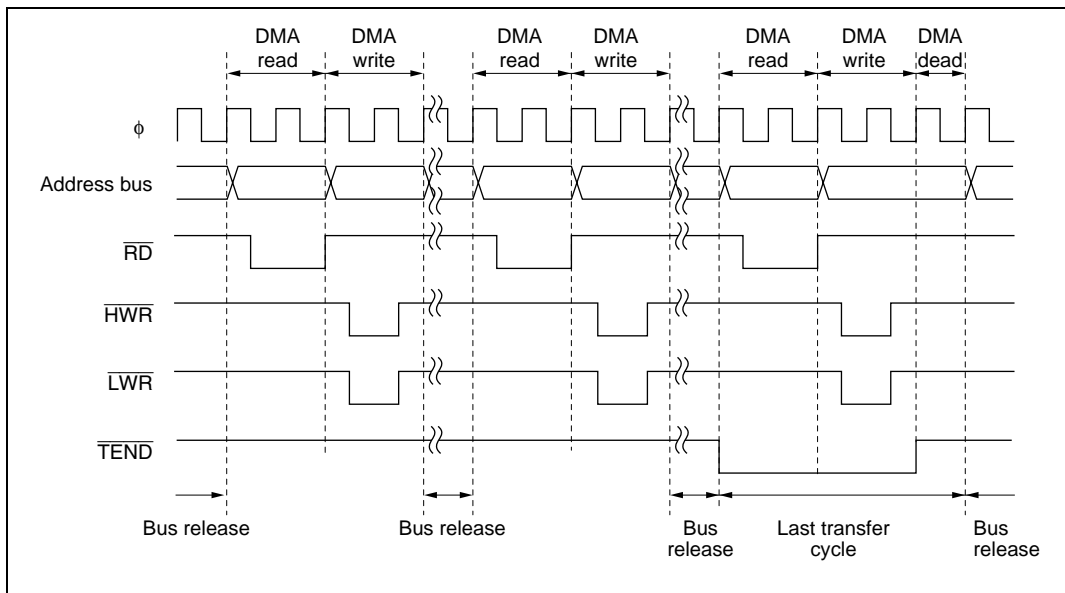 DMA read
DMA write
DMA read
DMA write
DMA read
DMA write
DMA dead
ϕ
Address bus
RD
HWR
LWR
TEND
Bus release
Bus release
Bus release
Last transfer cycle
Bus release